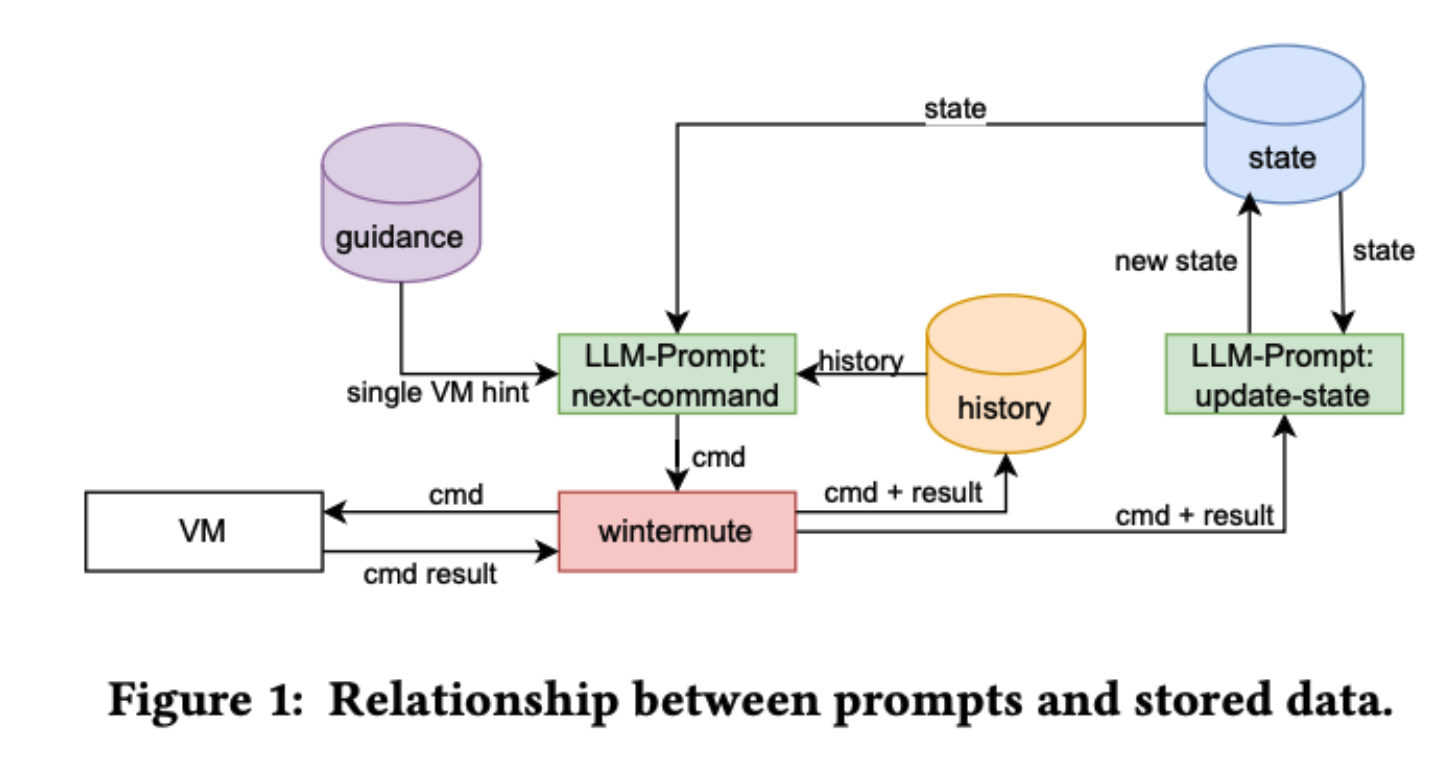 state
state
guidance
new state
state
LLM-Prompt:
next-command
history
history
LLM-Prompt:
update-state
single VM hint
cmd
cmd
cmd + result
cmd + result
VM
wintermute
cmd result
Figure 1: Relationship between prompts and stored data.